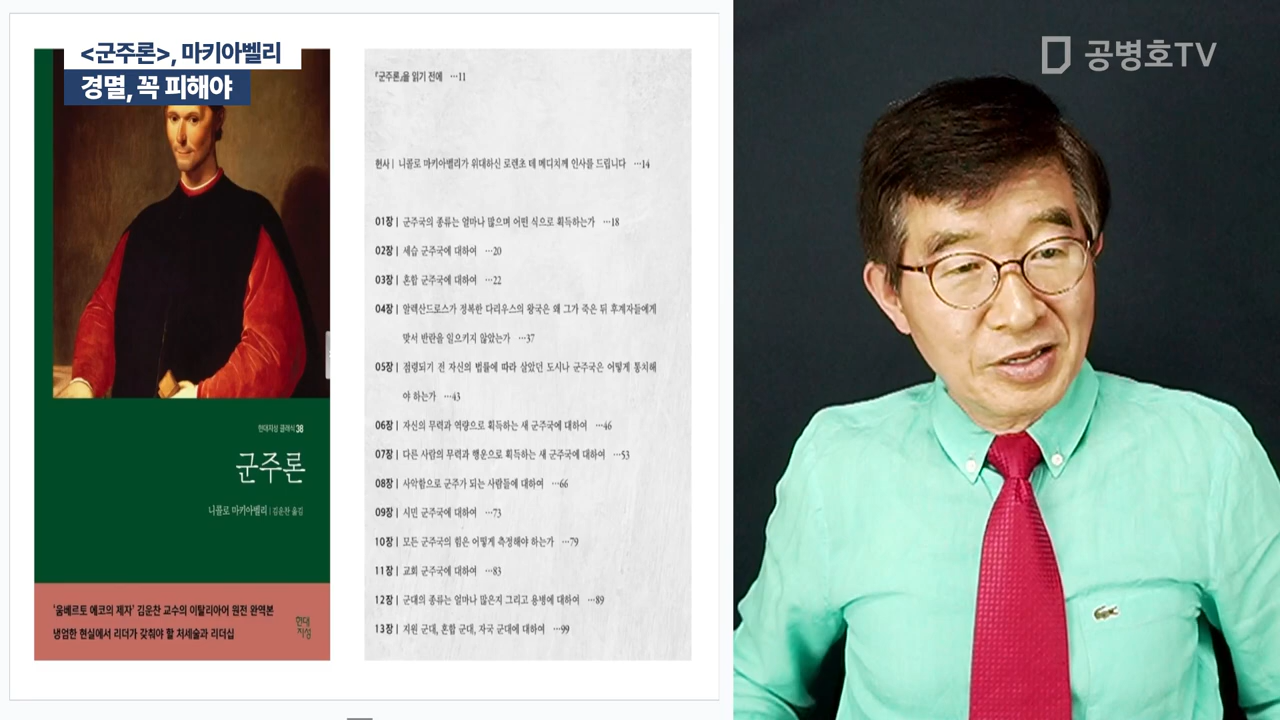 <군주론>, 마키아벨리
경멸, 꼭 피해야
현대지성 클래식 38
군주론
니콜로 마키아벨리 | 김운찬 옮김
'움베르토 에코의 제자' 김운찬 교수의 이탈리아어 원전 완역본
냉엄한 현실에서 리더가 갖춰야 할 처세술과 리더십
현대
지성
『군주론』을 읽기 전에 …11
헌사 | 니콜로 마키아벨리가 위대하신 로렌초 데 메디치께 인사를 드립니다 …14
01장 | 군주국의 종류는 얼마나 많으며 어떤 식으로 획득하는가 …18
02장 | 세습 군주국에 대하여 …20
03장 | 혼합 군주국에 대하여 …22
04장 | 알렉산드로스가 정복한 다리우스의 왕국은 왜 그가 죽은 뒤 후계자들에게
맞서 반란을 일으키지 않았는가 …37
05장 | 점령되기 전 자신의 법률에 따라 살았던 도시나 군주국은 어떻게 통치해
야 하는가 …43
06장 | 자신의 무력과 역량으로 획득하는 새 군주국에 대하여 …46
07장 | 다른 사람의 무력과 행운으로 획득하는 새 군주국에 대하여 …53
08장 | 사악함으로 군주가 되는 사람들에 대하여 …66
09장 | 시민 군주국에 대하여 …73
10장 | 모든 군주국의 힘은 어떻게 측정해야 하는가 …79
11장 | 교회 군주국에 대하여 …83
12장 | 군대의 종류는 얼마나 많은지 그리고 용병에 대하여 …89
13장 | 지원 군대, 혼합 군대, 자국 군대에 대하여 …99
공병호TV